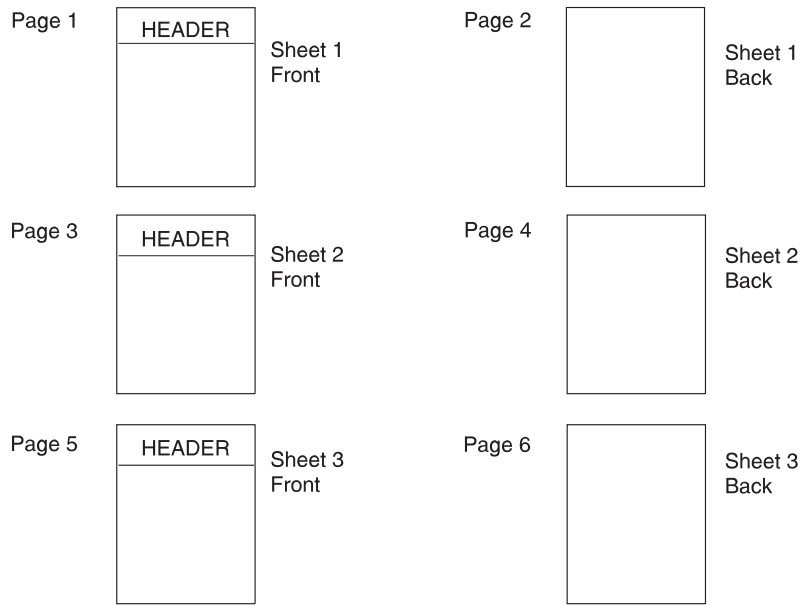 Page 1
HEADER
Sheet 1
Front
Page 2
Sheet 1
Back
Page 3
HEADER
Sheet 2
Front
Page 4
Sheet 2
Back
Page 5
HEADER
Sheet 3
Front
Page 6
Sheet 3
Back